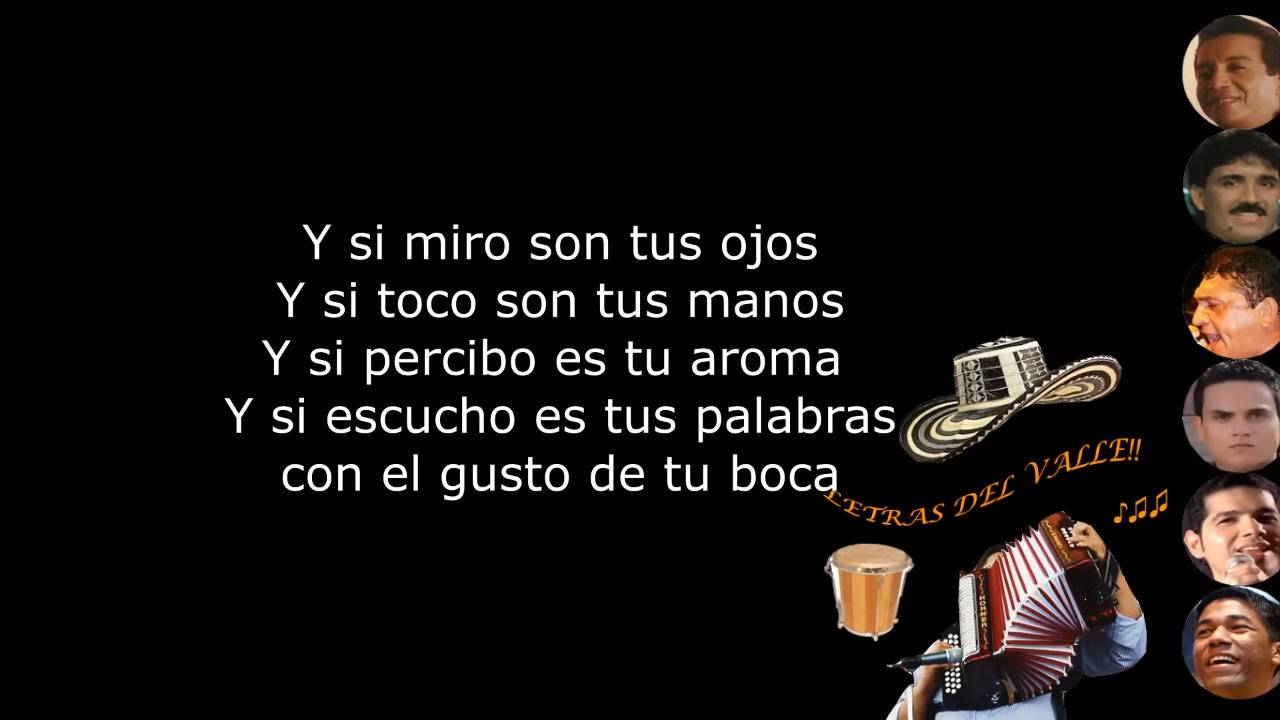 Y si miro son tus ojos
Y si toco son tus manos
Y si percibo es tu aroma
Y si escucho es tus palabras
con el gusto de tu boca
LETRAS DEL VALLE!!
HOHNER